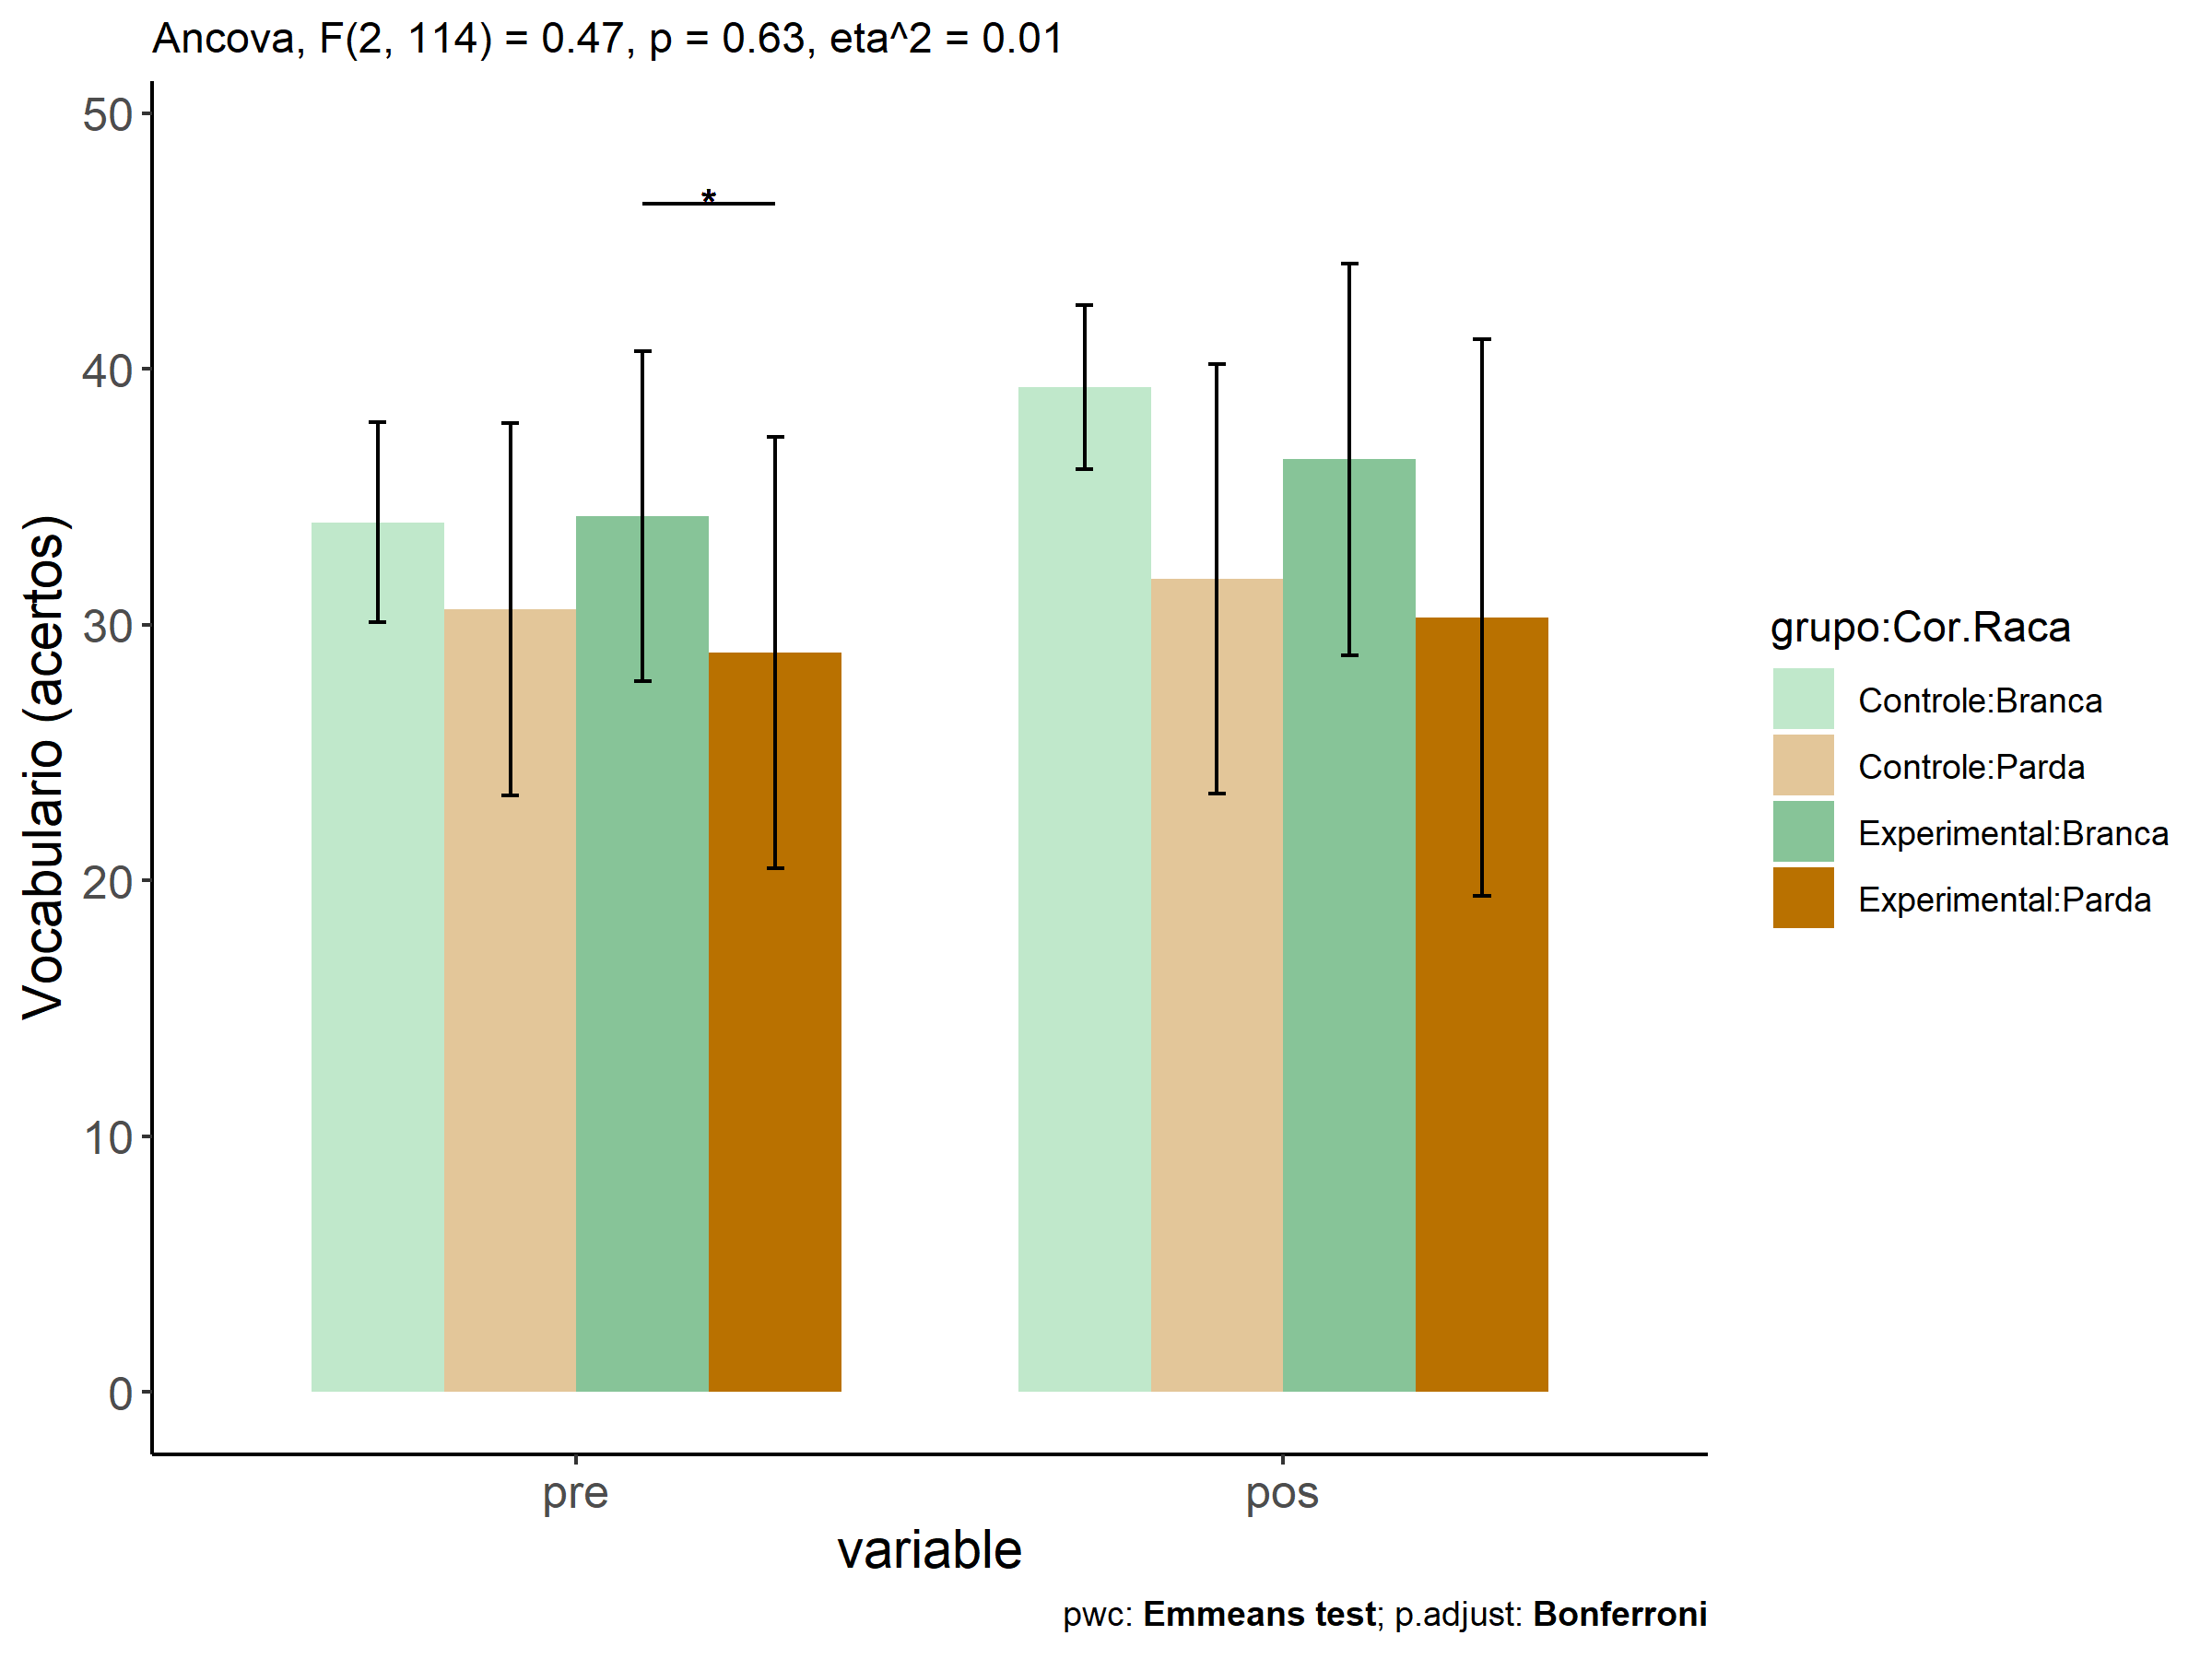 Ancova, F(2, 114) = 0.47, p = 0.63, eta^2 = 0.01
50
40
30
20
10
0
*
Vocabulario (acertos)
pre
pos
variable
grupo:Cor.Raca
Controle:Branca
Controle:Parda
Experimental:Branca
Experimental:Parda
pwc: Emmeans test; p.adjust: Bonferroni